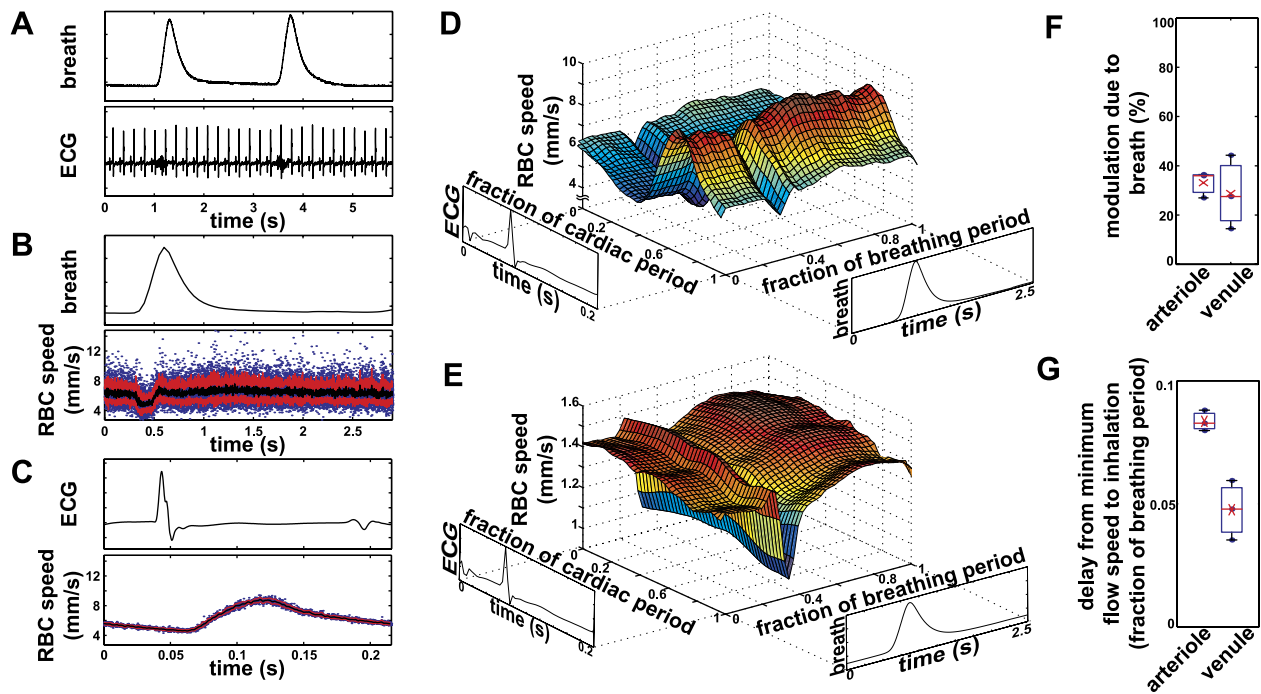 A
breath
ECG
0 1 2 3 4 5
time (s)
B
breath
RBC speed
(mm/s)
12
8
4
0 0.5 1 1.5 2 2.5
time (s)
C
ECG
RBC speed
(mm/s)
12
8
4
0 0.05 0.1 0.15 0.2
time (s)
D
RBC speed
(mm/s)
10
8
6
4
0
0.2
0.6
1
fraction of cardiac period
0
0.4
0.8
1
fraction of breathing period
ECG
0
time (s)
0.2
breath
0
time (s)
2.5
E
RBC speed
(mm/s)
1.6
1.4
1.2
1
0
0.2
0.6
1
fraction of cardiac period
0
0.4
0.8
1
fraction of breathing period
ECG
0
time (s)
0.2
breath
0
time (s)
2.5
F
modulation due to
breath (%)
100
80
60
40
20
0
arteriole
venule
G
delay from minimum
flow speed to inhalation
(fraction of breathing period)
0.1
0.05
0
arteriole
venule